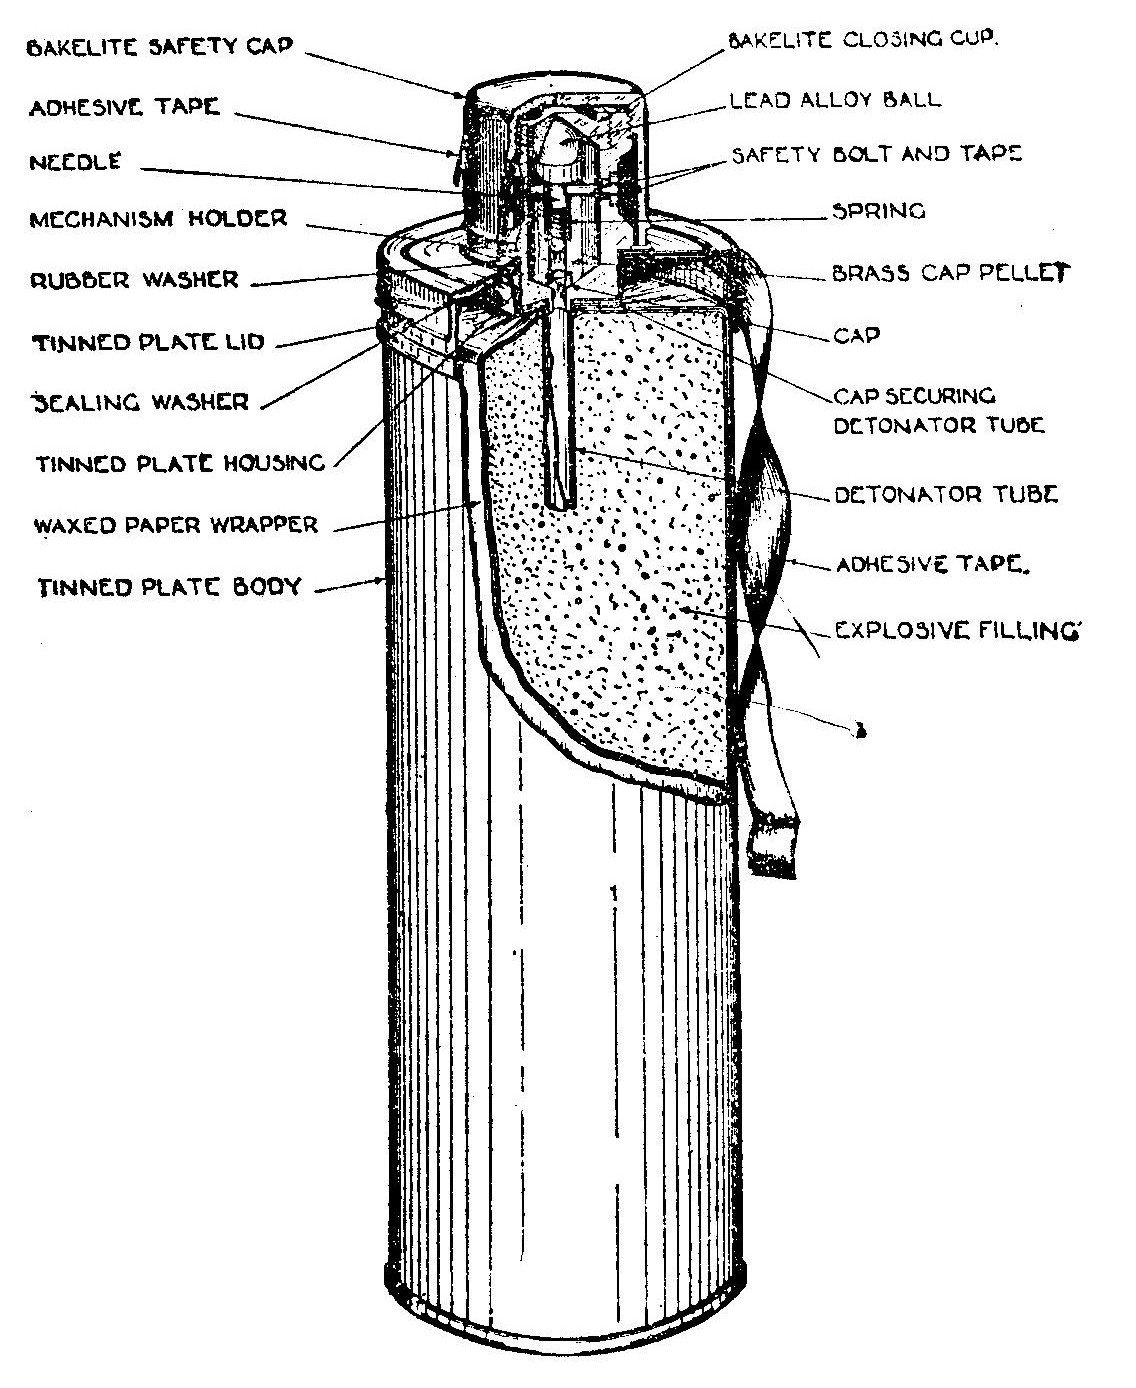 BAKELITE SAFETY CAP
ADHESIVE TAPE
NEEDLE
MECHANISM HOLDER
RUBBER WASHER
TINNED PLATE LID
SEALING WASHER
TINNED PLATE HOUSING
WAXED PAPER WRAPPER
TINNED PLATE BODY
BAKELITE CLOSING CUP.
LEAD ALLOY BALL
SAFETY BOLT AND TAPE
SPRING
BRASS CAP PELLET
CAP
CAP SECURING
DETONATOR TUBE
DETONATOR TUBE
ADHESIVE TAPE.
EXPLOSIVE FILLING